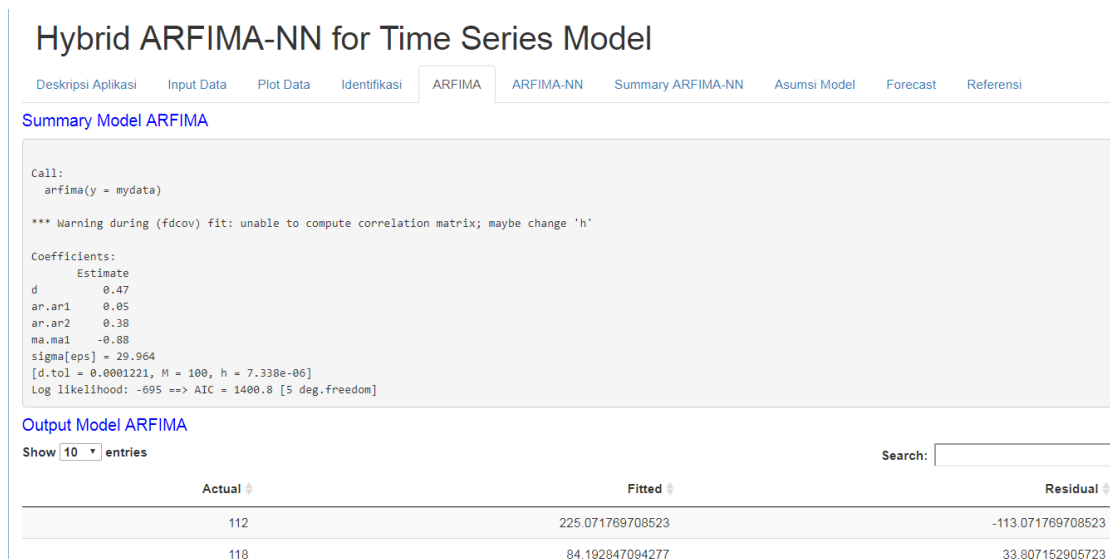 Hybrid ARFIMA-NN for Time Series Model
Deskripsi Aplikasi Input Data Plot Data Identifikasi ARFIMA ARFIMA-NN Summary ARFIMA-NN Asumsi Model Forecast Referensi
Summary Model ARFIMA
Call:
arfima(y = mydata)
*** Warning during (fdcov) fit: unable to compute correlation matrix; maybe change 'h'
Coefficients:
Estimate
d 0.47
ar.ar1 0.05
ar.ar2 0.38
ma.ma1 -0.88
sigma[eps] = 29.964
[d.tol = 0.0001221, M = 100, h = 7.338e-06]
Log likelihood: -695 ==> AIC = 1400.8 [5 deg.freedom]
Output Model ARFIMA
Show 10 entries Search:
Actual Fitted Residual
112 225.071769708523 -113.071769708523
118 84.192847094277 33.807152905723